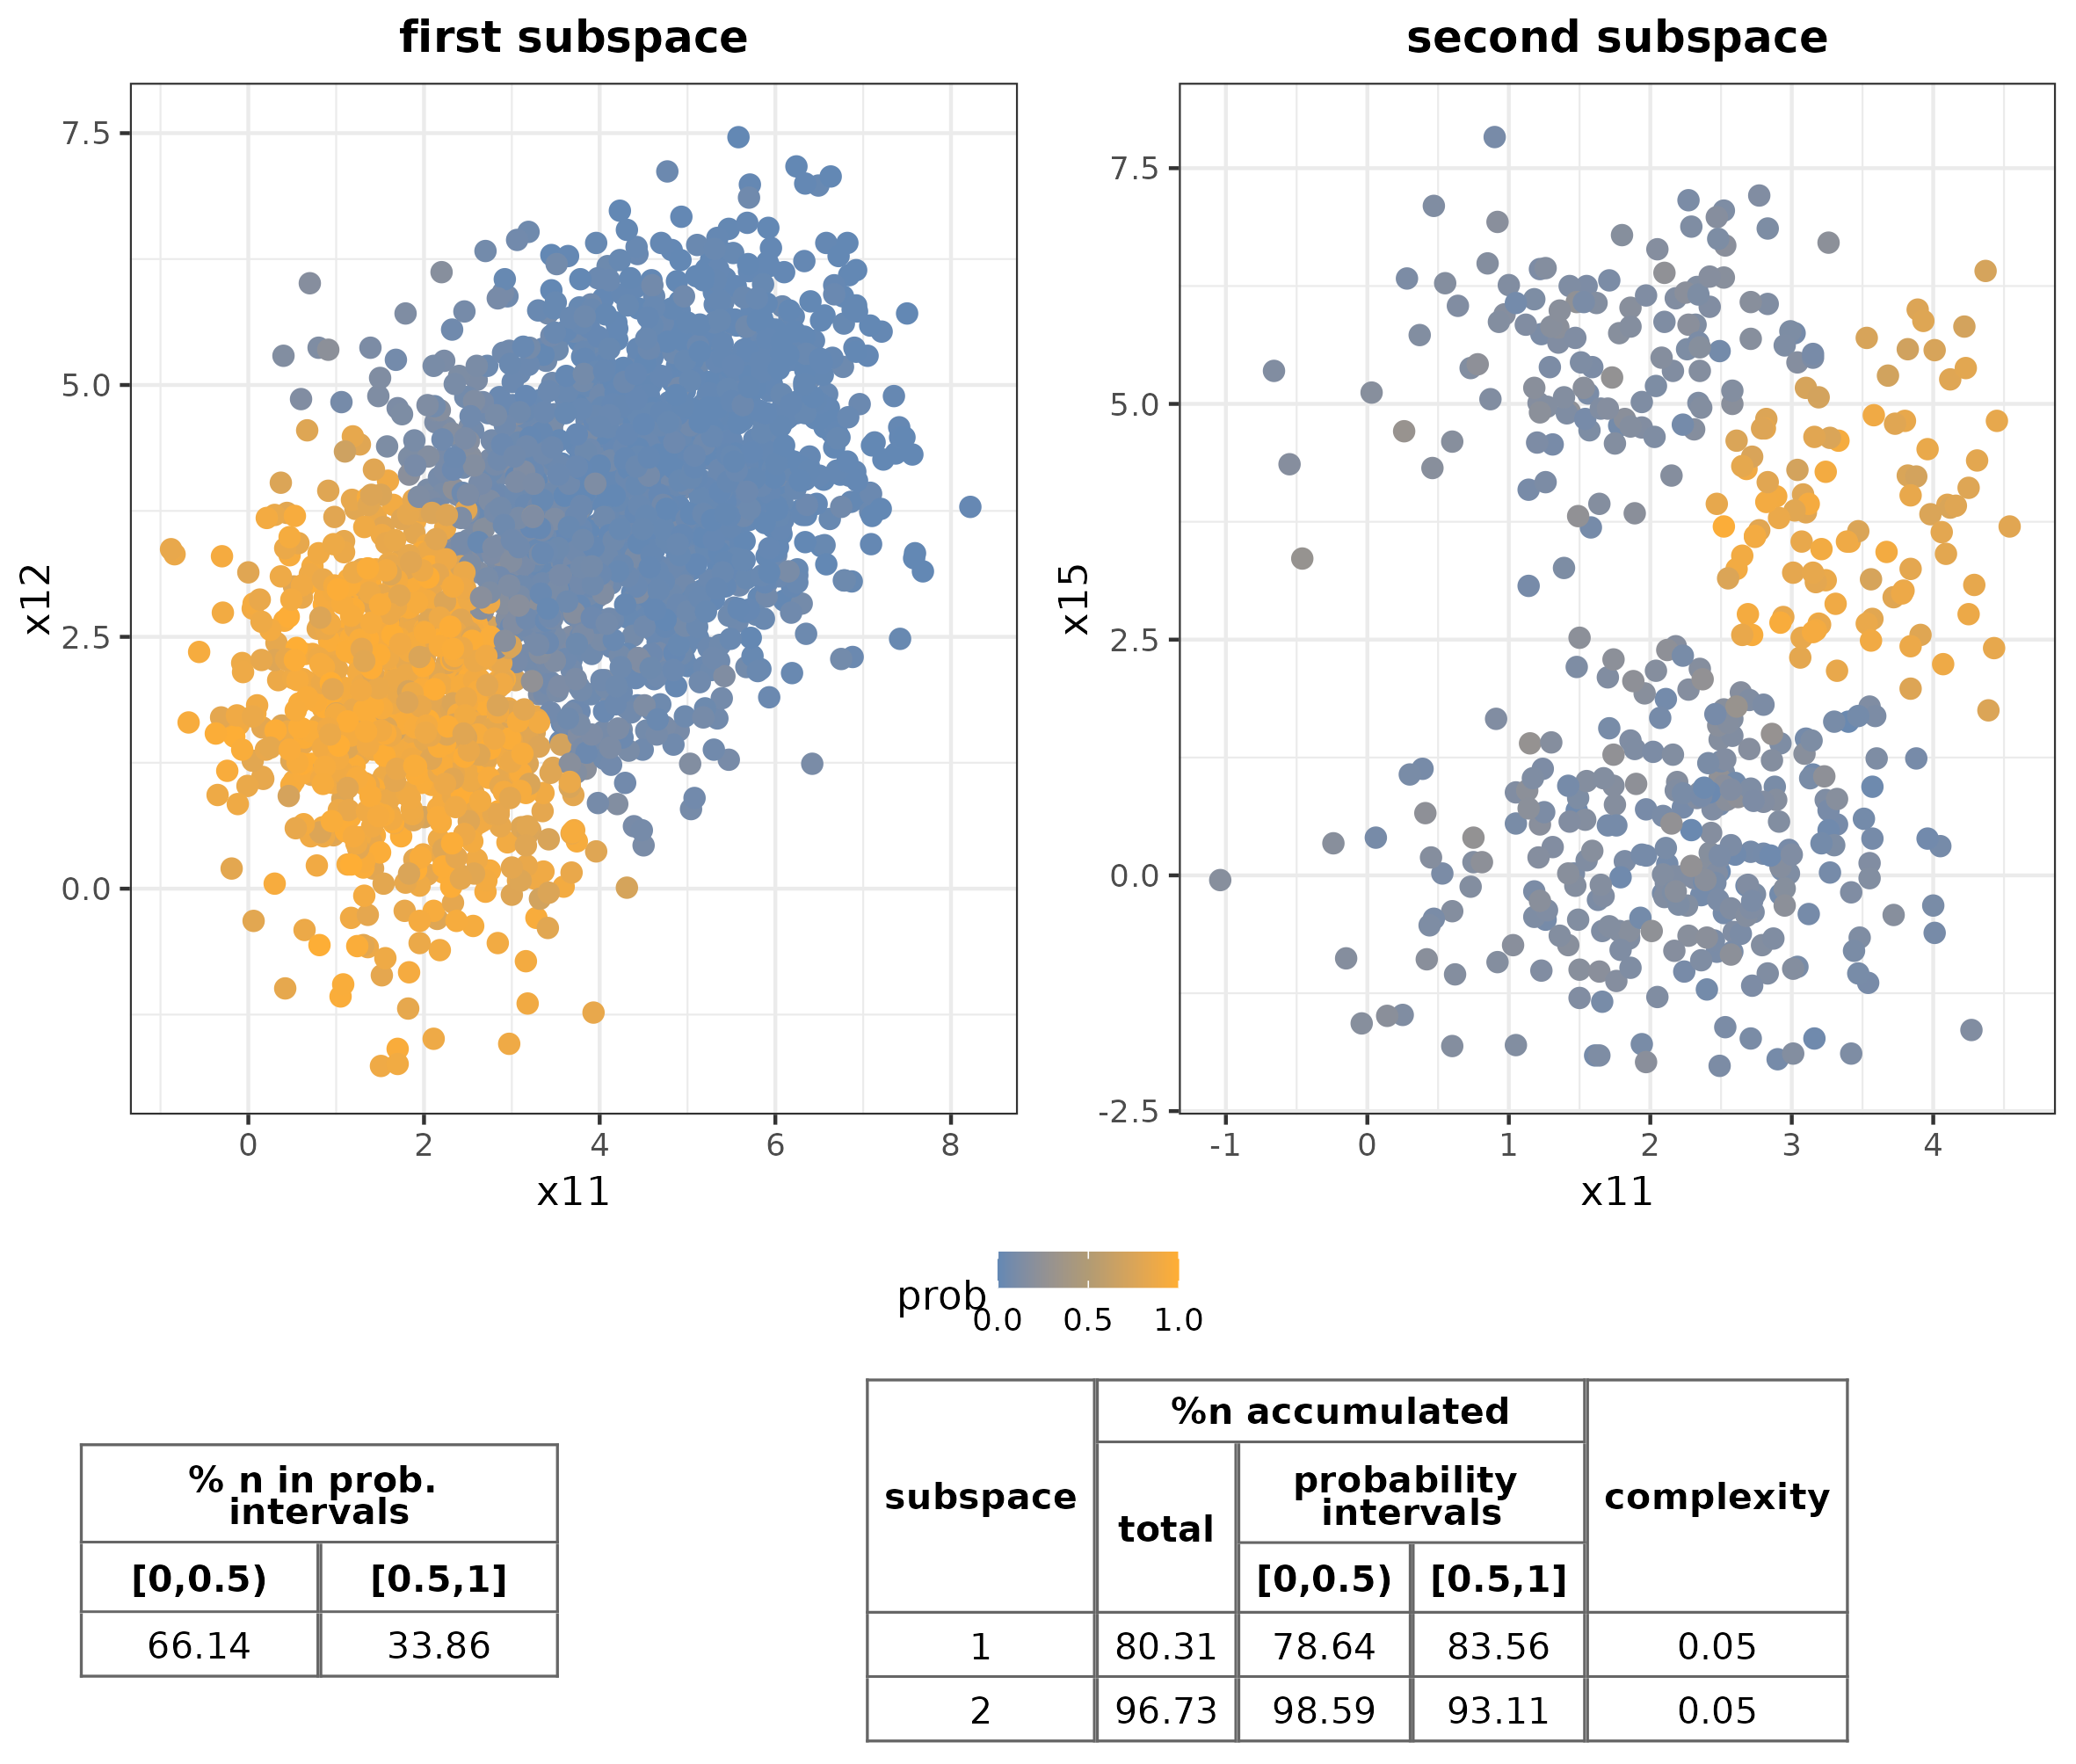 first subspace
second subspace
7.5
5.0
2.5
0.0
x12
0 2 4 6 8
x11
7.5
5.0
2.5
0.0
-2.5
x15
-1 0 1 2 3 4
x11
prob
0.0 0.5 1.0
% n in prob.
intervals
[0,0.5) [0.5,1]
66.14 33.86
subspace
%n accumulated
total
probability
intervals
[0,0.5) [0.5,1]
complexity
1 80.31 78.64 83.56 0.05
2 96.73 98.59 93.11 0.05